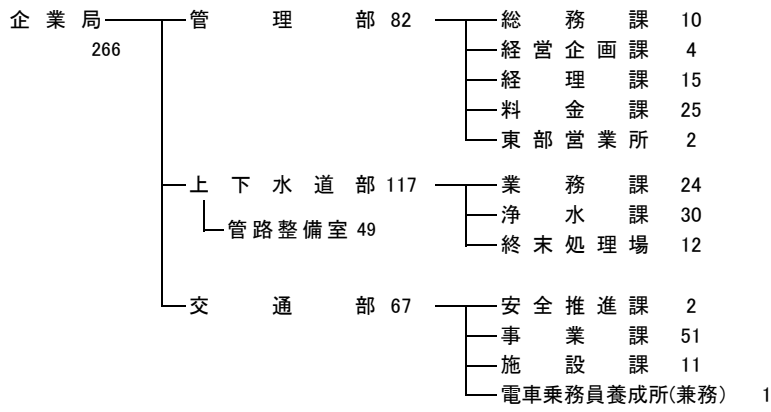 企業局 管理部 82 総務課 10
266 経営企画課 4
経理課 15
料金課 25
東部営業所 2
上下水道部 117 業務課 24
管路整備室 49 浄水課 30
終末処理場 12
交通部 67 安全推進課 2
事業課 51
施設課 11
電車乗務員養成所(兼務) 1